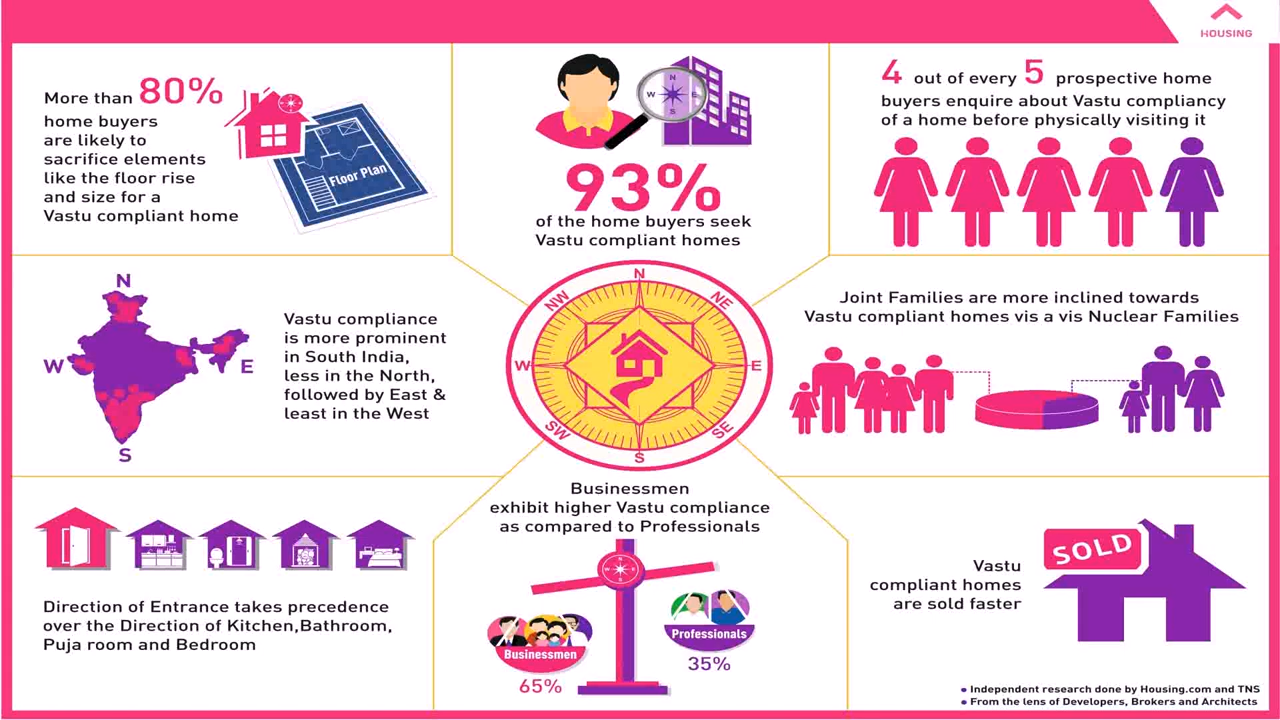 HOUSING
More than 80%
home buyers
are likely to
sacrifice elements
like the floor rise
and size for a
Vastu compliant home
Floor Plan
N
W E
S
93%
of the home buyers seek
Vastu compliant homes
4 out of every 5 prospective home
buyers enquire about Vastu compliancy
of a home before physically visiting it
N
W E
S
Vastu compliance
is more prominent
in South India,
less in the North,
followed by East &
least in the West
N
NW NE
W E
SW SE
S
Joint Families are more inclined towards
Vastu compliant homes vis a vis Nuclear Families
Direction of Entrance takes precedence
over the Direction of Kitchen,Bathroom,
Puja room and Bedroom
Businessmen
exhibit higher Vastu compliance
as compared to Professionals
N
W E
S
Businessmen
65%
Professionals
35%
SOLD
Vastu
compliant homes
are sold faster
• Independent research done by Housing.com and TNS
• From the lens of Developers, Brokers and Architects